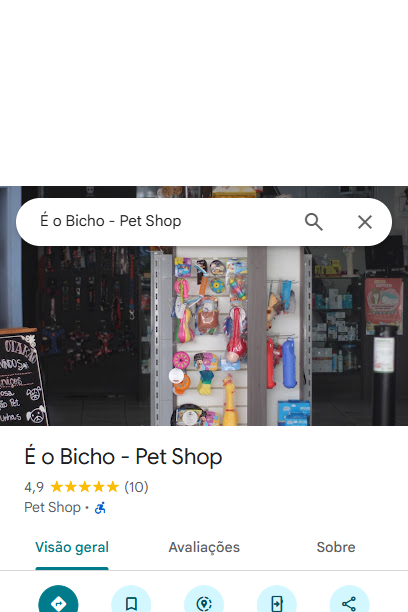 É o Bicho - Pet Shop
É o Bicho - Pet Shop
4,9 (10)
Pet Shop ·
Visão geral Avaliações Sobre